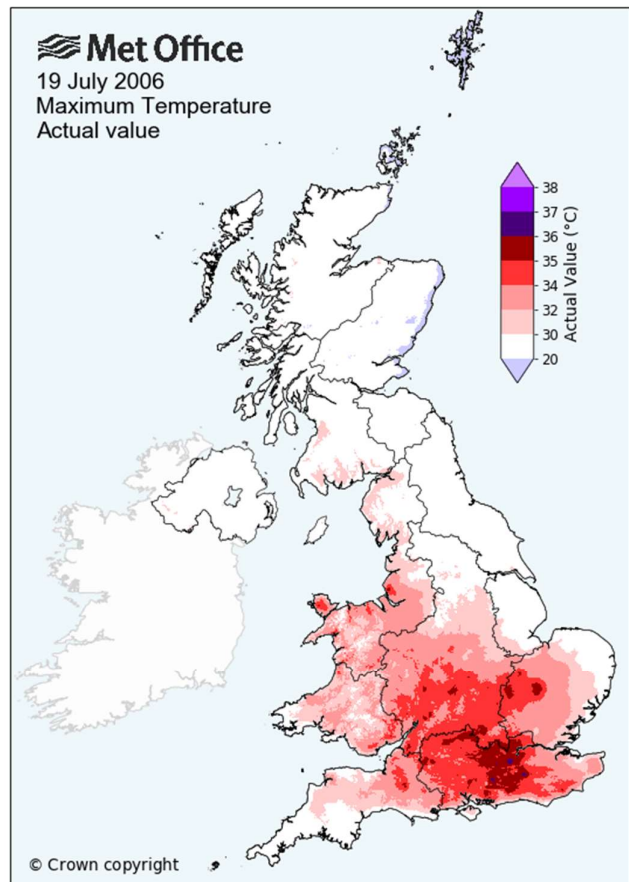 Met Office
19 July 2006
Maximum Temperature
Actual value
38
37
36
35
34
32
30
20
Actual Value (°C)
© Crown copyright